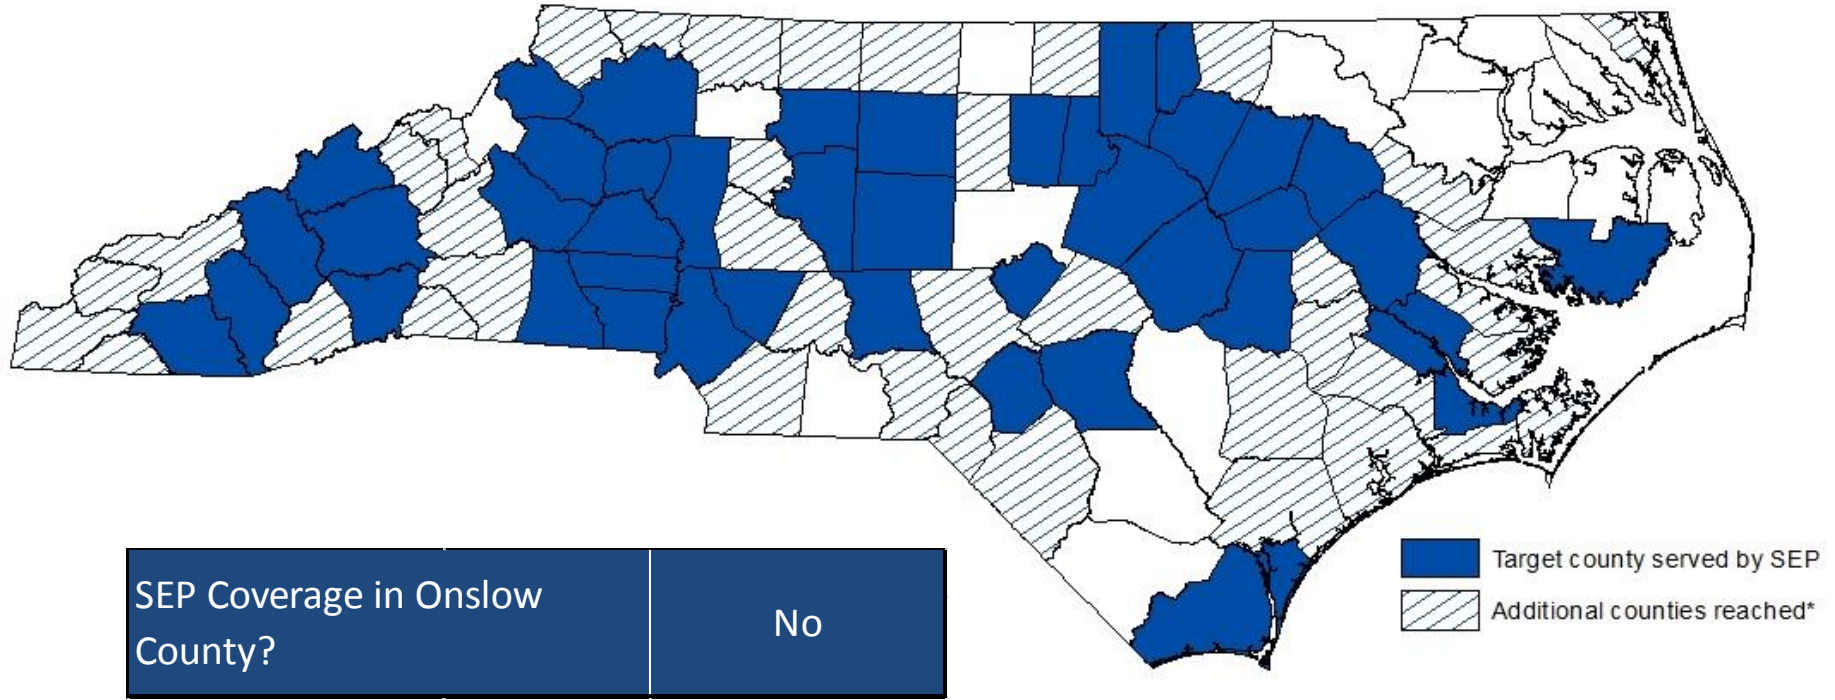 SEP Coverage in Onslow
County?
No
Target county served by SEP
Additional counties reached*